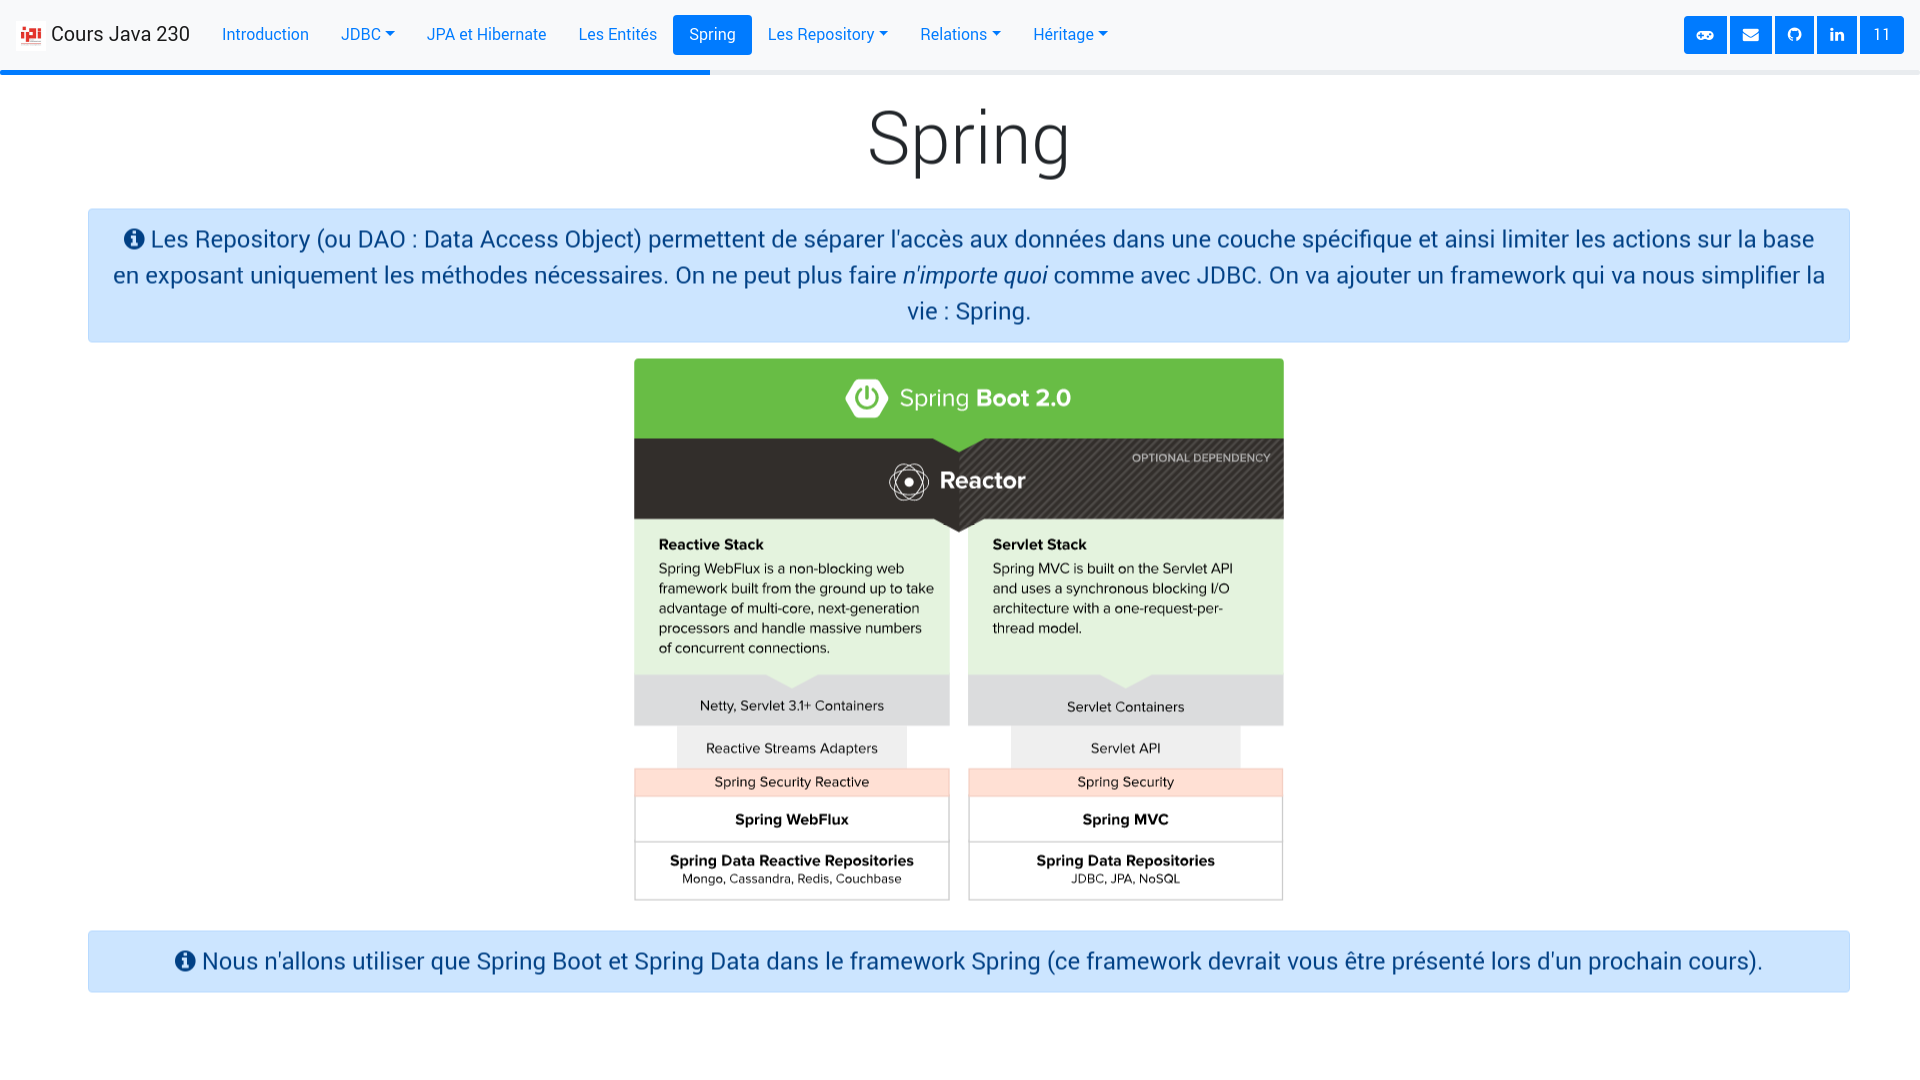 ipi Cours Java 230 Introduction JDBC JPA et Hibernate Les Entités Spring Les Repository Relations Héritage 11
Spring
Les Repository (ou DAO : Data Access Object) permettent de séparer l'accès aux données dans une couche spécifique et ainsi limiter les actions sur la base
en exposant uniquement les méthodes nécessaires. On ne peut plus faire n'importe quoi comme avec JDBC. On va ajouter un framework qui va nous simplifier la
vie : Spring.
Spring Boot 2.0
OPTIONAL DEPENDENCY
Reactor
Reactive Stack
Spring WebFlux is a non-blocking web
framework built from the ground up to take
advantage of multi-core, next-generation
processors and handle massive numbers
of concurrent connections.
Netty, Servlet 3.1+ Containers
Reactive Streams Adapters
Spring Security Reactive
Spring WebFlux
Spring Data Reactive Repositories
Mongo, Cassandra, Redis, Couchbase
Servlet Stack
Spring MVC is built on the Servlet API
and uses a synchronous blocking I/O
architecture with a one-request-per-
thread model.
Servlet Containers
Servlet API
Spring Security
Spring MVC
Spring Data Repositories
JDBC, JPA, NoSQL
Nous n'allons utiliser que Spring Boot et Spring Data dans le framework Spring (ce framework devrait vous être présenté lors d'un prochain cours).